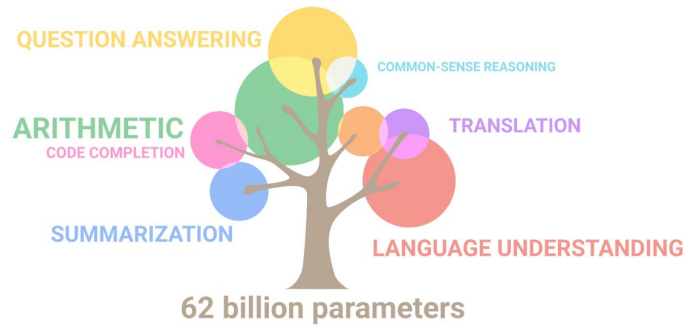 QUESTION ANSWERING
COMMON-SENSE REASONING
ARITHMETIC
TRANSLATION
CODE COMPLETION
SUMMARIZATION
LANGUAGE UNDERSTANDING
62 billion parameters